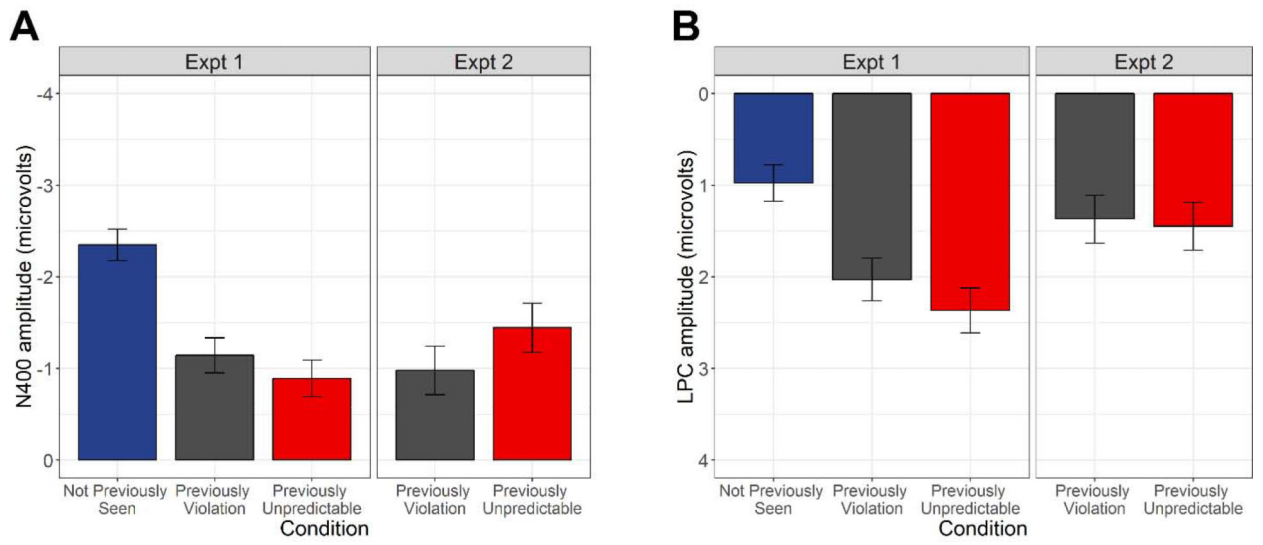 A
B
Expt 1
Expt 2
Expt 1
Expt 2
N400 amplitude (microvolts)
-4
-3
-2
-1
0
LPC amplitude (microvolts)
0
1
2
3
4
Not Previously
Seen
Previously
Violation
Previously
Unpredictable
Previously
Violation
Previously
Unpredictable
Condition
Not Previously
Seen
Previously
Violation
Previously
Unpredictable
Previously
Violation
Previously
Unpredictable
Condition